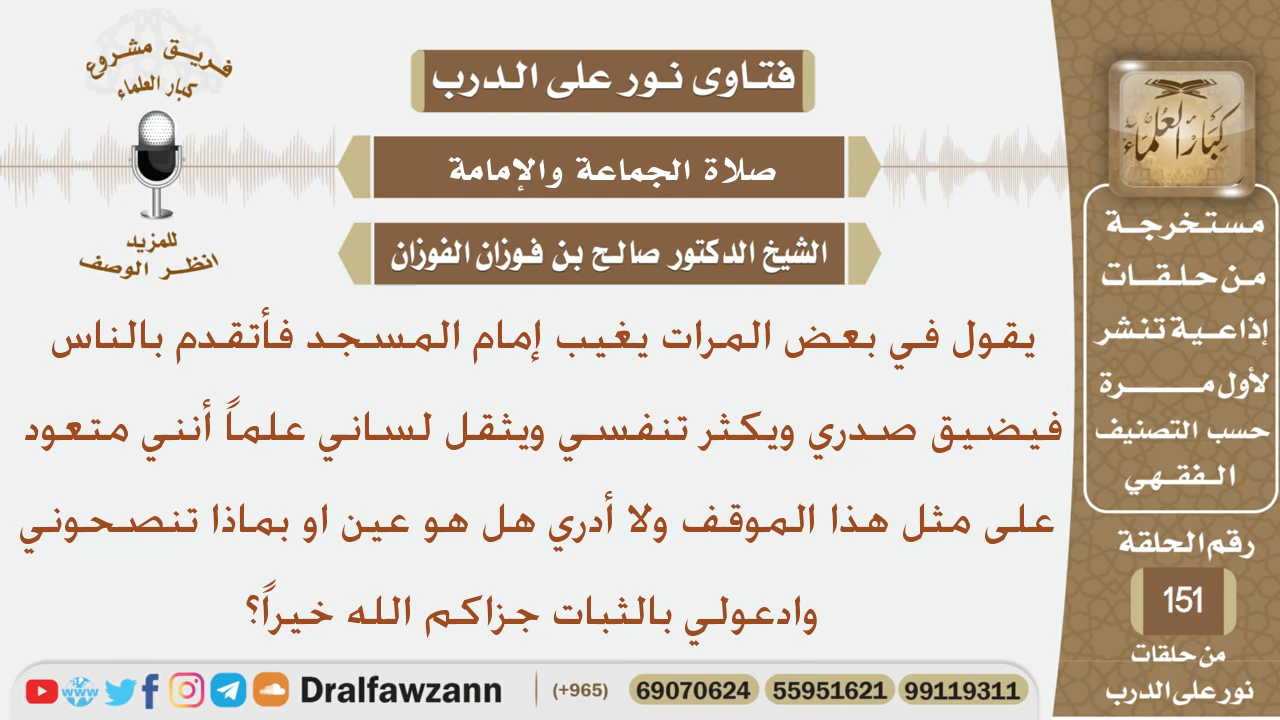 فريق مشروع
كبار العلماء
فتاوى نور على الدرب
صلاة الجماعة والإمامة
الشيخ الدكتور صالح بن فوزان الفوزان
للمزيد
انظر الوصف
يقول في بعض المرات يغيب إمام المسجد فأتقدم بالناس
فيضيق صدري ويكثر تنفسي ويثقل لساني علماً أنني متعود
على مثل هذا الموقف ولا أدري هل هو عين او بماذا تنصحوني
وادعولي بالثبات جزاكم الله خيراً؟
كبار العلماء
مستخرجة
من حلقات
إذاعية تنشر
لأول مرة
حسب التصنيف
الفقهي
رقم الحلقة
151
من حلقات
نور على الدرب
www
Dralfawzann
(+965)
69070624
55951621
99119311